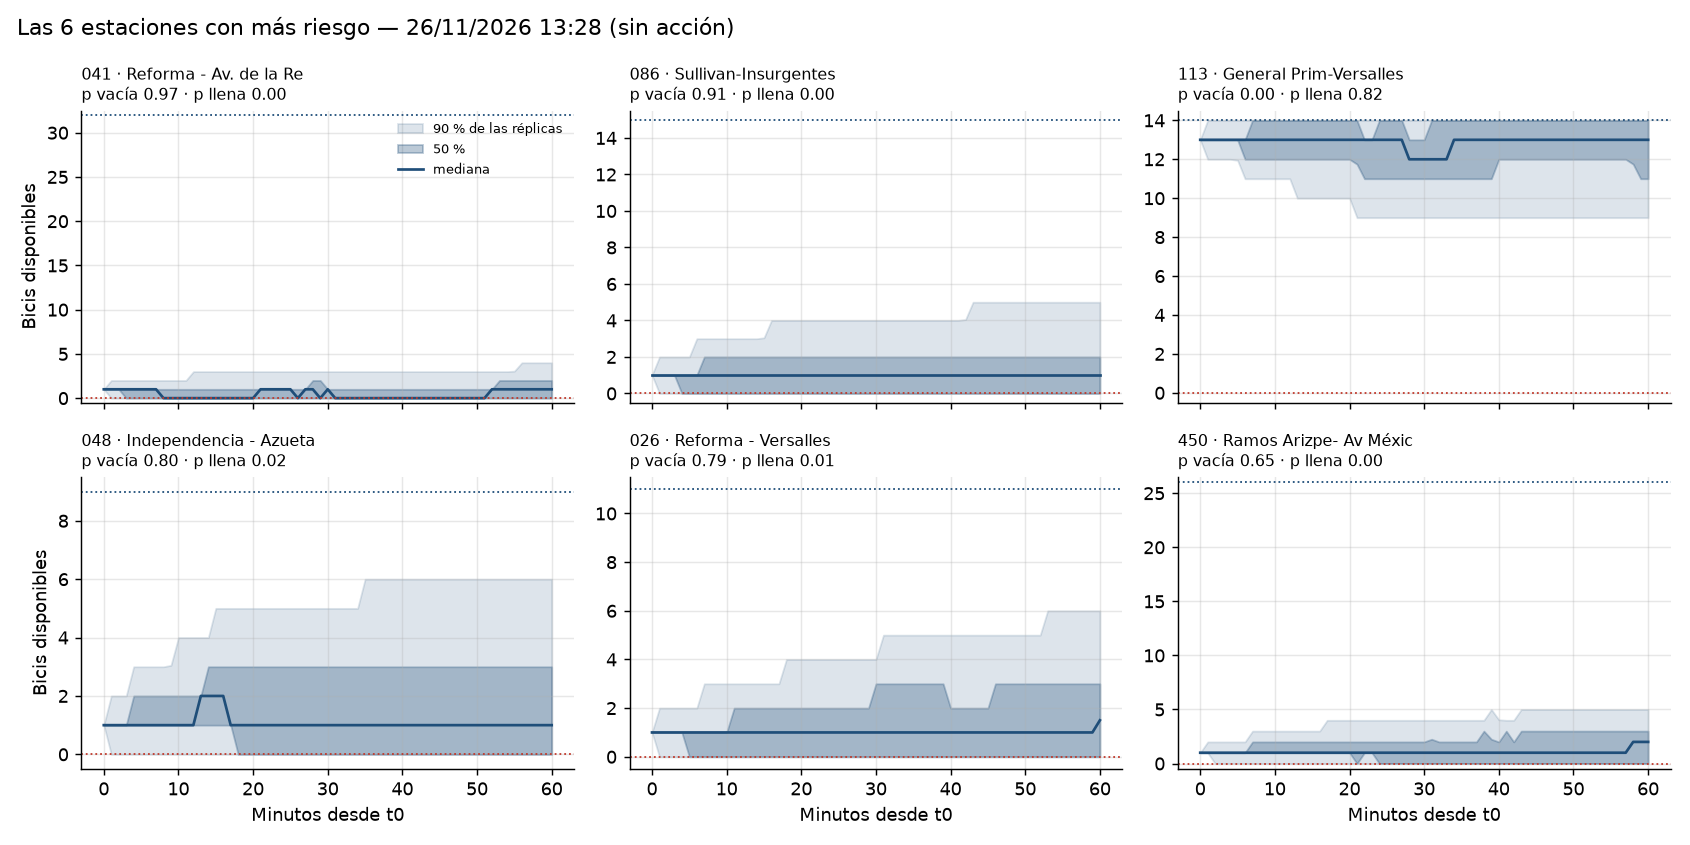 Las 6 estaciones con más riesgo — 26/11/2026 13:28 (sin acción)
041 · Reforma - Av. de la Re
p vacía 0.97 · p llena 0.00
30
25
20
15
10
5
0
Bicis disponibles
90 % de las réplicas
50 %
mediana
086 · Sullivan-Insurgentes
p vacía 0.91 · p llena 0.00
14
12
10
8
6
4
2
0
113 · General Prim-Versalles
p vacía 0.00 · p llena 0.82
14
12
10
8
6
4
2
0
048 · Independencia - Azueta
p vacía 0.80 · p llena 0.02
8
6
4
2
0
Bicis disponibles
0 10 20 30 40 50 60
Minutos desde t0
026 · Reforma - Versalles
p vacía 0.79 · p llena 0.01
10
8
6
4
2
0
0 10 20 30 40 50 60
Minutos desde t0
450 · Ramos Arizpe- Av Méxic
p vacía 0.65 · p llena 0.00
25
20
15
10
5
0
0 10 20 30 40 50 60
Minutos desde t0